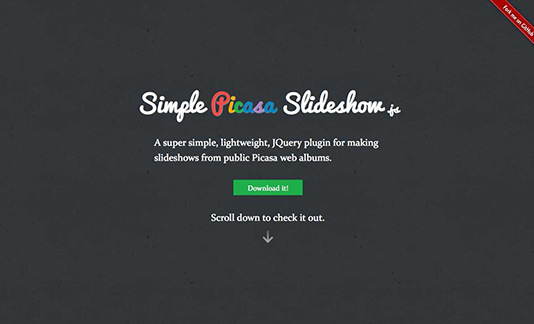 Fork me on GitHub
Simple Picasa Slideshow .js
A super simple, lightweight, JQuery plugin for making
slideshows from public Picasa web albums.
Download it!
Scroll down to check it out.